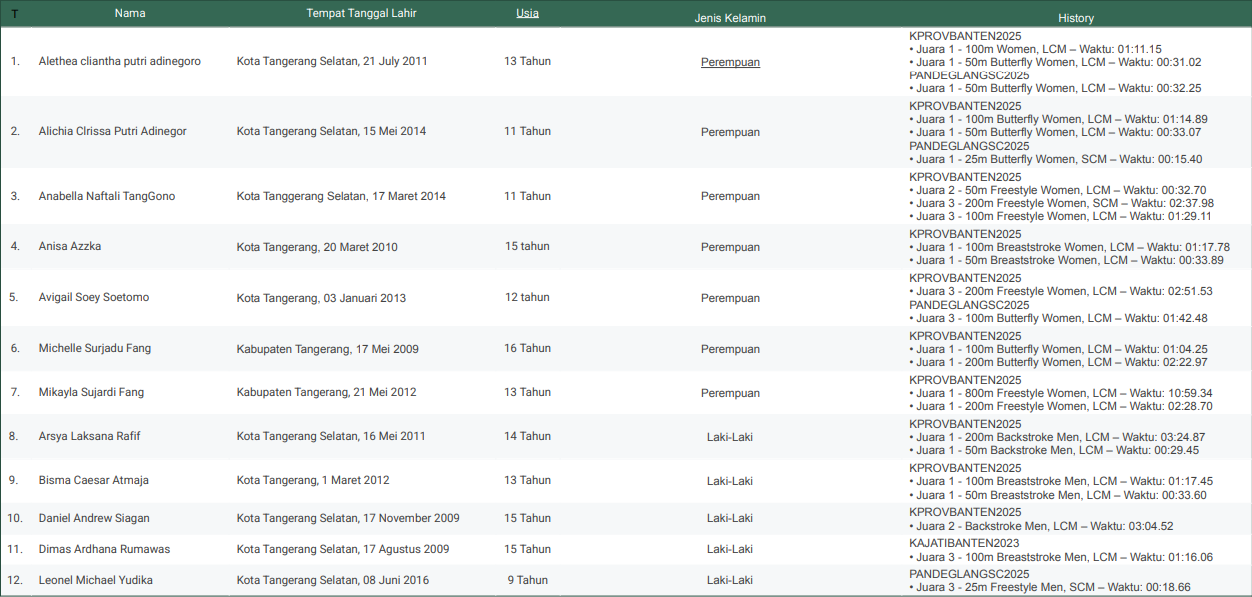 T Nama Tempat Tanggal Lahir Usia Jenis Kelamin History
1. Alethea cliantha putri adinegoro Kota Tangerang Selatan, 21 July 2011 13 Tahun Perempuan
KPROVBANTEN2025
• Juara 1 - 100m Women, LCM – Waktu: 01:11.15
• Juara 1 - 50m Butterfly Women, LCM – Waktu: 00:31.02
PANDEGLANGSC2025
• Juara 1 - 50m Butterfly Women, LCM – Waktu: 00:32.25
2. Alichia Clrissa Putri Adinegor Kota Tangerang Selatan, 15 Mei 2014 11 Tahun Perempuan
KPROVBANTEN2025
• Juara 1 - 100m Butterfly Women, LCM – Waktu: 01:14.89
• Juara 1 - 50m Butterfly Women, LCM – Waktu: 00:33.07
PANDEGLANGSC2025
• Juara 1 - 25m Butterfly Women, SCM – Waktu: 00:15.40
3. Anabella Naftali TangGono Kota Tanggerang Selatan, 17 Maret 2014 11 Tahun Perempuan
KPROVBANTEN2025
• Juara 2 - 50m Freestyle Women, LCM – Waktu: 00:32.70
• Juara 3 - 200m Freestyle Women, SCM – Waktu: 02:37.98
• Juara 3 - 100m Freestyle Women, LCM – Waktu: 01:29.11
4. Anisa Azzka Kota Tangerang, 20 Maret 2010 15 tahun Perempuan
KPROVBANTEN2025
• Juara 1 - 100m Breaststroke Women, LCM – Waktu: 01:17.78
• Juara 1 - 50m Breaststroke Women, LCM – Waktu: 00:33.89
5. Avigail Soey Soetomo Kota Tangerang, 03 Januari 2013 12 tahun Perempuan
KPROVBANTEN2025
• Juara 3 - 200m Freestyle Women, LCM – Waktu: 02:51.53
PANDEGLANGSC2025
• Juara 3 - 100m Butterfly Women, LCM – Waktu: 01:42.48
6. Michelle Surjadu Fang Kabupaten Tangerang, 17 Mei 2009 16 Tahun Perempuan
KPROVBANTEN2025
• Juara 1 - 100m Butterfly Women, LCM – Waktu: 01:04.25
• Juara 1 - 200m Butterfly Women, LCM – Waktu: 02:22.97
7. Mikayla Sujardi Fang Kabupaten Tangerang, 21 Mei 2012 13 Tahun Perempuan
KPROVBANTEN2025
• Juara 1 - 800m Freestyle Women, LCM – Waktu: 10:59.34
• Juara 1 - 200m Freestyle Women, LCM – Waktu: 02:28.70
8. Arsya Laksana Rafif Kota Tangerang Selatan, 16 Mei 2011 14 Tahun Laki-Laki
KPROVBANTEN2025
• Juara 1 - 200m Backstroke Men, LCM – Waktu: 03:24.87
• Juara 1 - 50m Backstroke Men, LCM – Waktu: 00:29.45
9. Bisma Caesar Atmaja Kota Tangerang, 1 Maret 2012 13 Tahun Laki-Laki
KPROVBANTEN2025
• Juara 1 - 100m Breaststroke Men, LCM – Waktu: 01:17.45
• Juara 1 - 50m Breaststroke Men, LCM – Waktu: 00:33.60
10. Daniel Andrew Siagan Kota Tangerang Selatan, 17 November 2009 15 Tahun Laki-Laki
KPROVBANTEN2025
• Juara 2 - Backstroke Men, LCM – Waktu: 03:04.52
11. Dimas Ardhana Rumawas Kota Tangerang Selatan, 17 Agustus 2009 15 Tahun Laki-Laki
KAJATIBANTEN2023
• Juara 3 - 100m Breaststroke Men, LCM – Waktu: 01:16.06
12. Leonel Michael Yudika Kota Tangerang Selatan, 08 Juni 2016 9 Tahun Laki-Laki
PANDEGLANGSC2025
• Juara 3 - 25m Freestyle Men, SCM – Waktu: 00:18.66